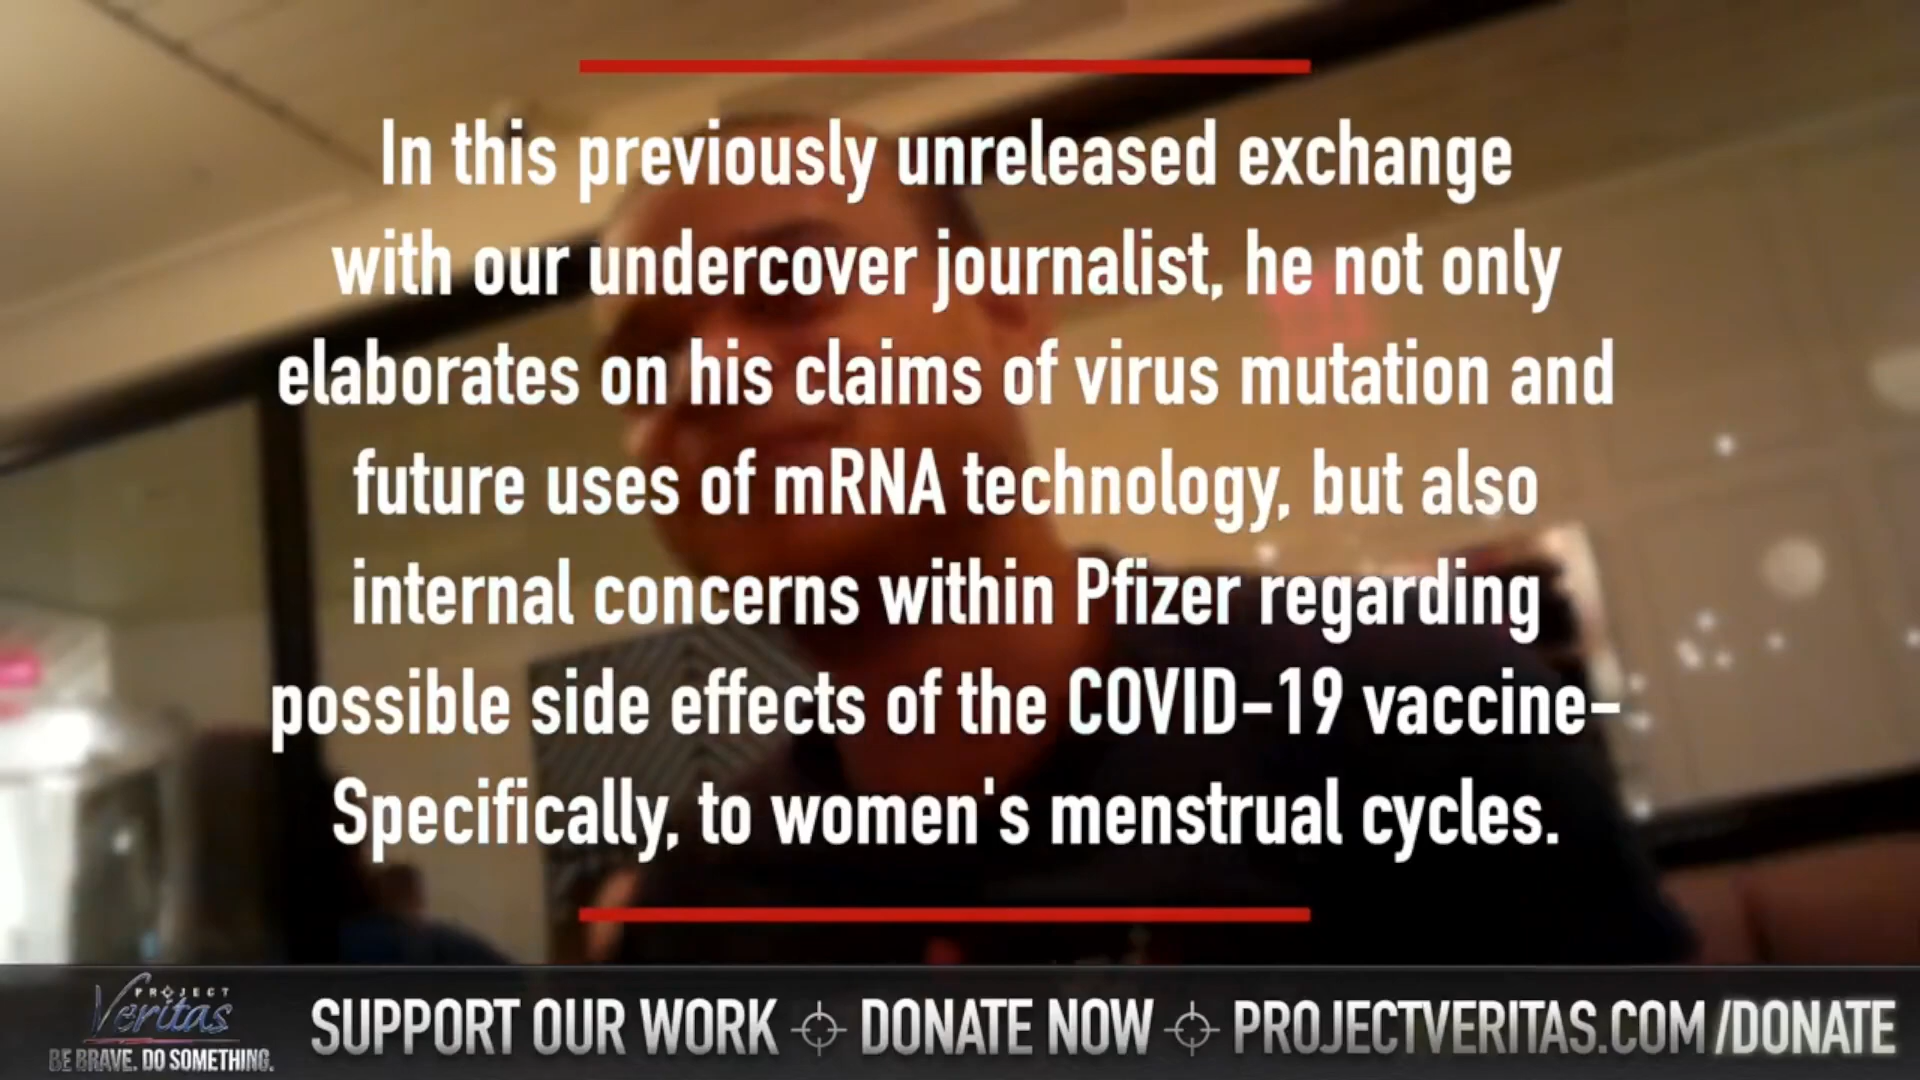 In this previously unreleased exchange
with our undercover journalist, he not only
elaborates on his claims of virus mutation and
future uses of mRNA technology, but also
internal concerns within Pfizer regarding
possible side effects of the COVID-19 vaccine-
Specifically, to women's menstrual cycles.
PROJECT
Veritas
BE BRAVE. DO SOMETHING.
SUPPORT OUR WORK DONATE NOW PROJECTVERITAS.COM/DONATE